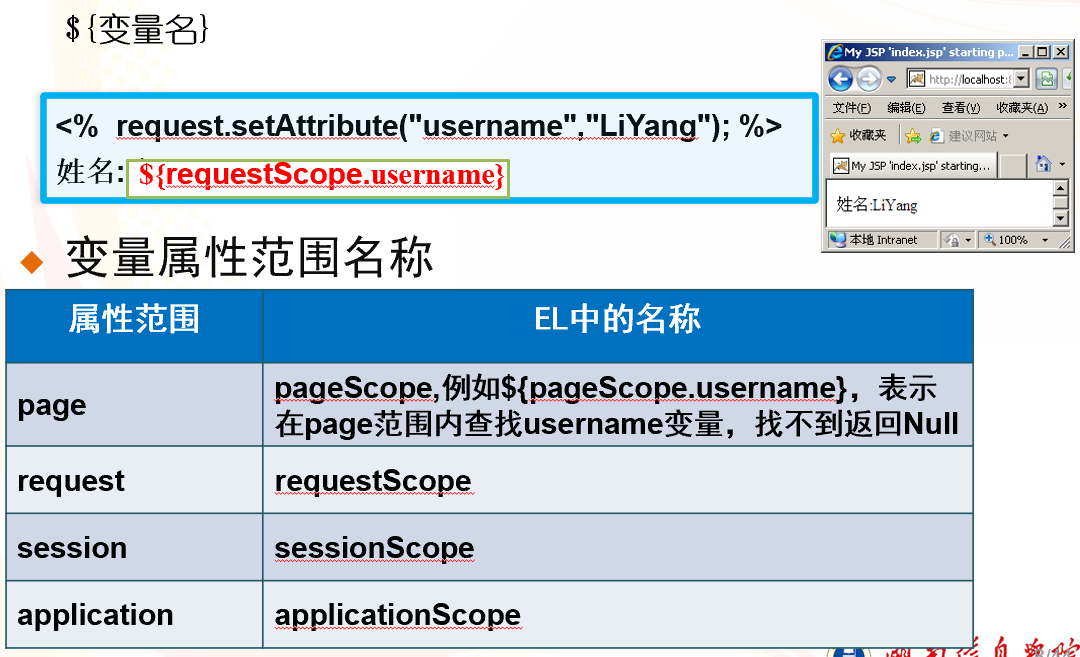 ${变量名}
<% request.setAttribute("username","LiYang"); %>
姓名: ${requestScope.username}
My JSP 'index.jsp' starting p...
http://localhost:
文件(F) 编辑(E) 查看(V) 收藏夹(A) »
收藏夹 建议网站
My JSP 'index.jsp' starting...
姓名:LiYang
本地 Intranet 100%
变量属性范围名称
属性范围 EL中的名称
page pageScope,例如${pageScope.username}，表示
在page范围内查找username变量，找不到返回Null
request requestScope
session sessionScope
application applicationScope